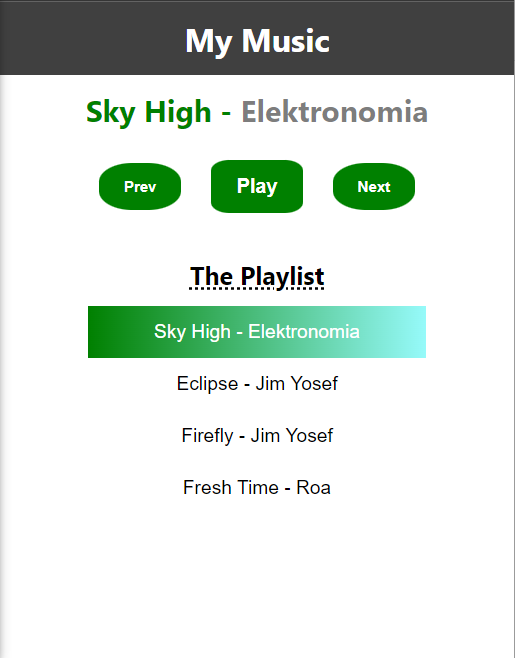 My Music
Sky High - Elektronomia
Prev Play Next
The Playlist
Sky High - Elektronomia
Eclipse - Jim Yosef
Firefly - Jim Yosef
Fresh Time - Roa